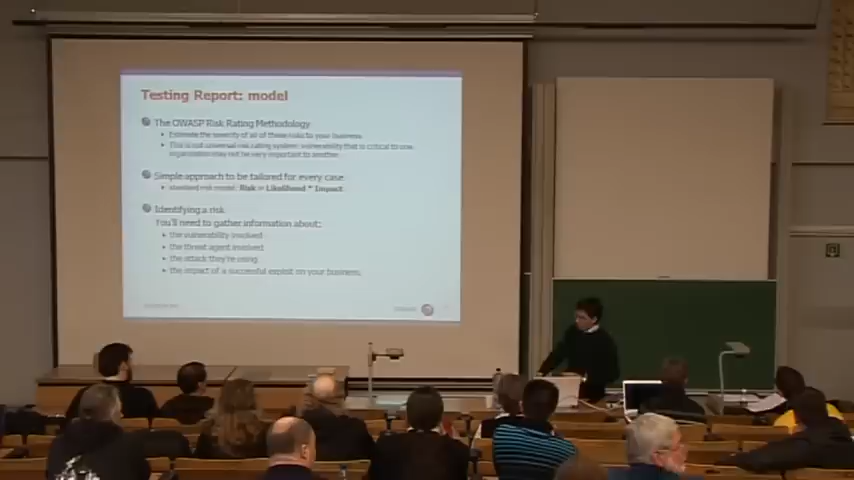 Testing Report: model
The OWASP Risk Rating Methodology
Estimate the severity of all of these risks to your business
This is not universal risk rating system: vulnerability that is critical to one
organization may not be very important to another.
Simple approach to be tailored for every case
standard risk model: Risk = Likelihood * Impact
Identifying a risk.
You'll need to gather information about:
the vulnerability involved
the threat agent involved
the attack they're using
the impact of a successful exploit on your business.